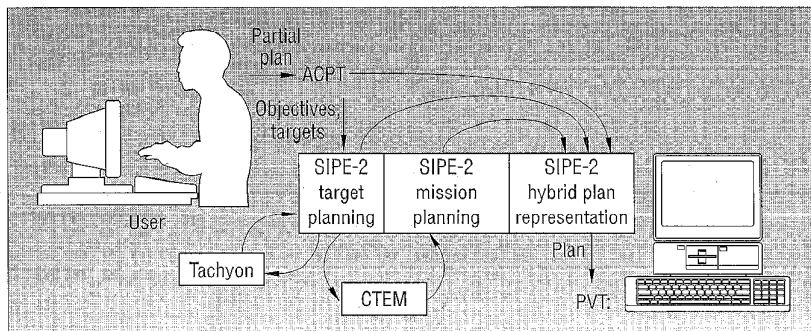 Partial
plan
ACPT
Objectives,
targets
SIPE-2
target
planning
SIPE-2
mission
planning
SIPE-2
hybrid plan
representation
User
Tachyon
CTEM
Plan
PVT: